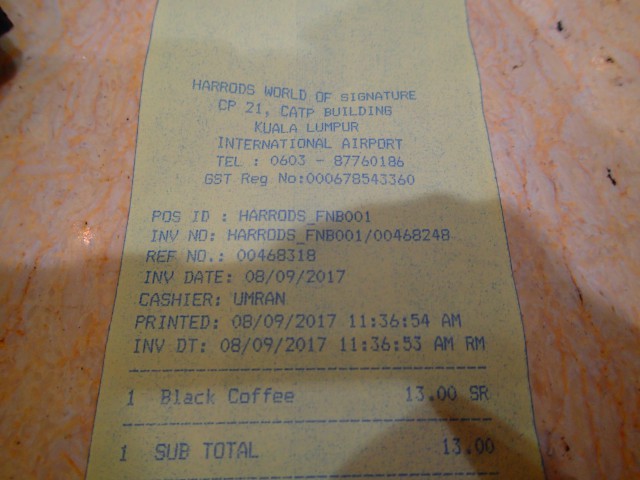 HARRODS WORLD OF SIGNATURE
CP 21, CATP BUILDING
KUALA LUMPUR
INTERNATIONAL AIRPORT
TEL : 0603 - 87760186
GST Reg No:000678543360
POS ID : HARRODS_FNB001
INV NO: HARRODS_FNB001/00468248
REF NO.: 00468318
INV DATE: 08/09/2017
CASHIER: UMRAN
PRINTED: 08/09/2017 11:36:54 AM
INV DT: 08/09/2017 11:36:53 AM RM
1 Black Coffee 13.00 SR
1 SUB TOTAL 13.00